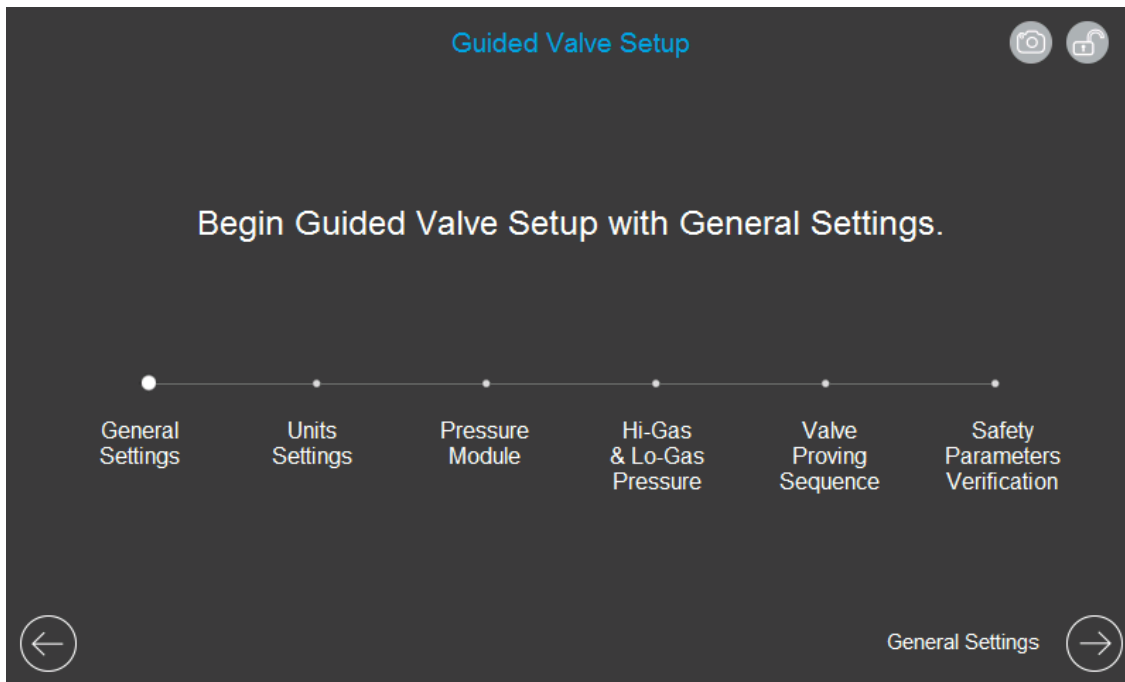 Guided Valve Setup
Begin Guided Valve Setup with General Settings.
General
Settings
Units
Settings
Pressure
Module
Hi-Gas
& Lo-Gas
Pressure
Valve
Proving
Sequence
Safety
Parameters
Verification
General Settings